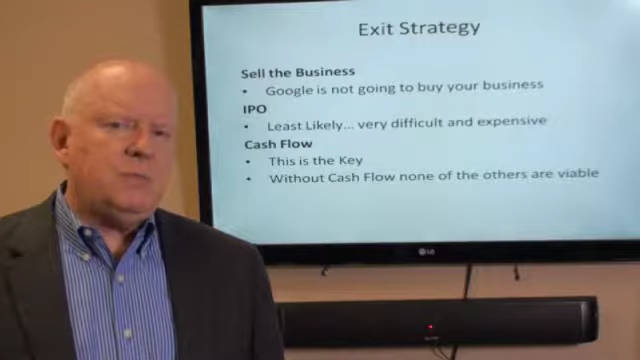 Exit Strategy
Sell the Business
• Google is not going to buy your business
IPO
• Least Likely... very difficult and expensive
Cash Flow
• This is the Key
• Without Cash Flow none of the others are viable
LG